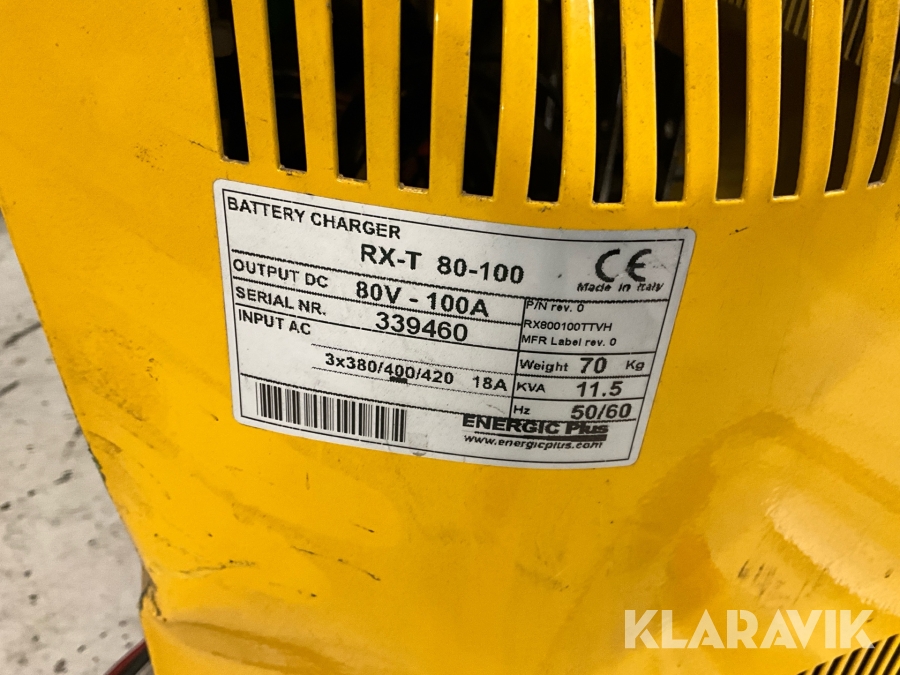 BATTERY CHARGER
RX-T 80-100
CE
Made in Italy
OUTPUT DC 80V - 100A
P/N rev. 0
SERIAL NR. 339460
RX800100TTVH
MFR Label rev. 0
INPUT AC
Weight 70 Kg
3x380/400/420 18A
KVA 11.5
Hz 50/60
ENERGIC Plus
www.energicplus.com
KLARAVIK